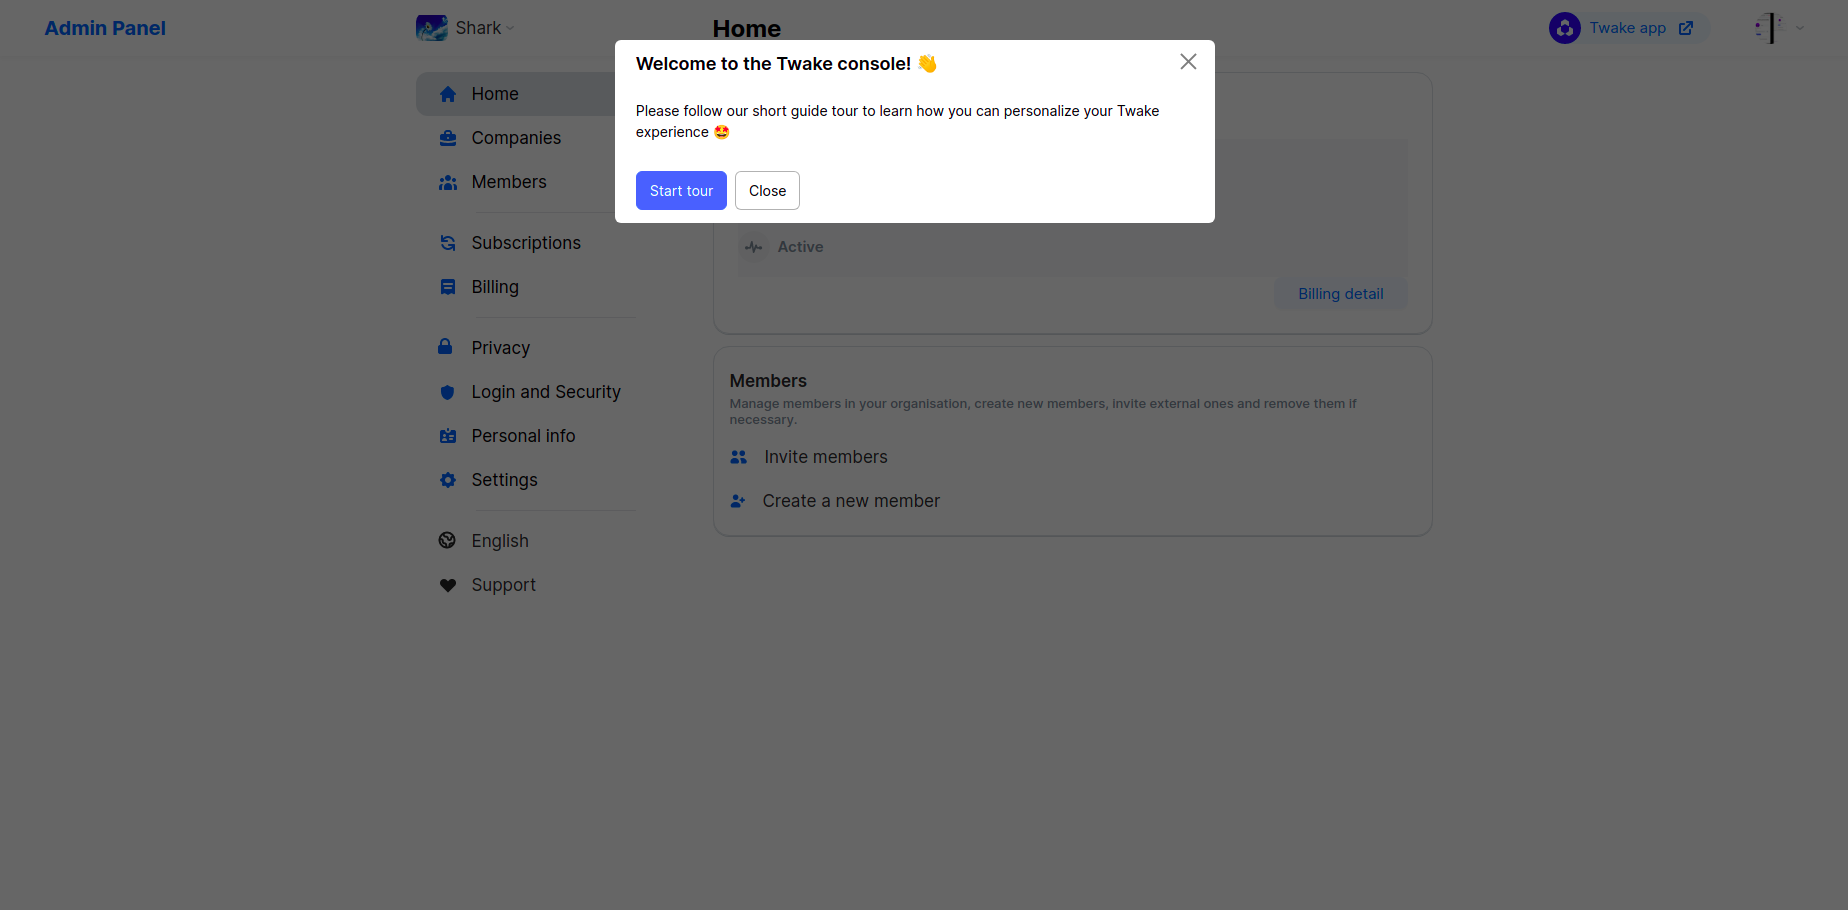 Admin Panel
Shark
Home
Twake app
Welcome to the Twake console! 👋
Please follow our short guide tour to learn how you can personalize your Twake
experience 🤩
Start tour
Close
Home
Companies
Members
Subscriptions
Billing
Privacy
Login and Security
Personal info
Settings
English
Support
Active
Billing detail
Members
Manage members in your organisation, create new members, invite external ones and remove them if
necessary.
Invite members
Create a new member